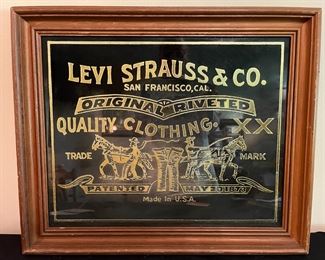 LEVI STRAUSS & CO.
SAN FRANCISCO, CAL.
ORIGINAL RIVETED
QUALITY CLOTHING XX
TRADE MARK
PATENTED MAY 20 1873
Made in U.S.A.